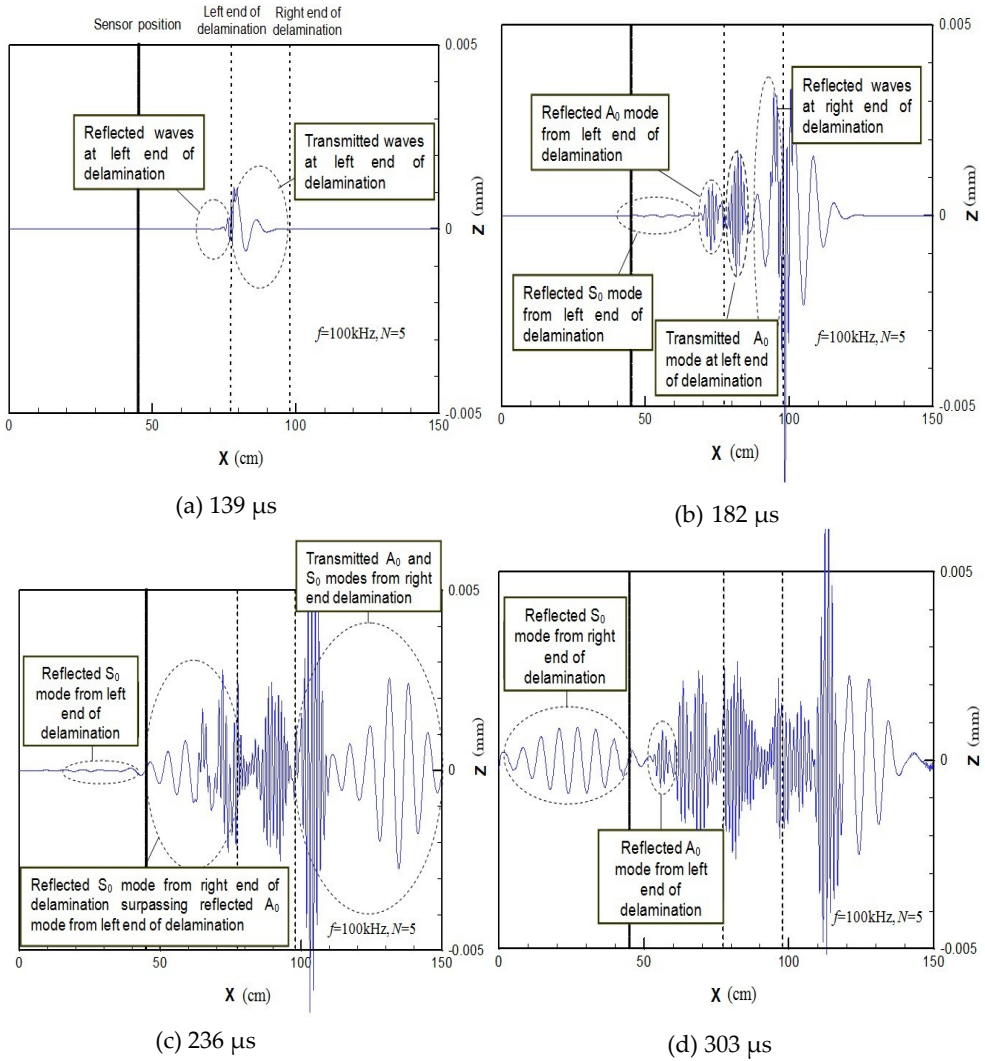 Sensor position
Left end of
delamination
Right end of
delamination
0.005
Reflected waves
at left end of
delamination
Transmitted waves
at left end of
delamination
0
Z (mm)
f=100kHz, N=5
-0.005
0
50
100
150
X (cm)
(a) 139 μs
0.005
Reflected A₀ mode
from left end of
delamination
Reflected waves
at right end of
delamination
0
Z (mm)
Reflected S₀ mode
from left end of
delamination
Transmitted A₀
mode at left end
of delamination
f=100kHz, N=5
-0.005
0
50
100
150
X (cm)
(b) 182 μs
Transmitted A₀ and
S₀ modes from right
end delamination
0.005
Reflected S₀
mode from left
end of
delamination
0
Z (mm)
Reflected S₀ mode from right end of
delamination surpassing reflected A₀
mode from left end of delamination
f=100kHz, N=5
-0.005
0
50
100
150
X (cm)
(c) 236 μs
0.005
Reflected S₀
mode from right
end of
delamination
0
Z (mm)
Reflected A₀
mode from left
end of
delamination
f=100kHz, N=5
-0.005
0
50
100
150
X (cm)
(d) 303 μs